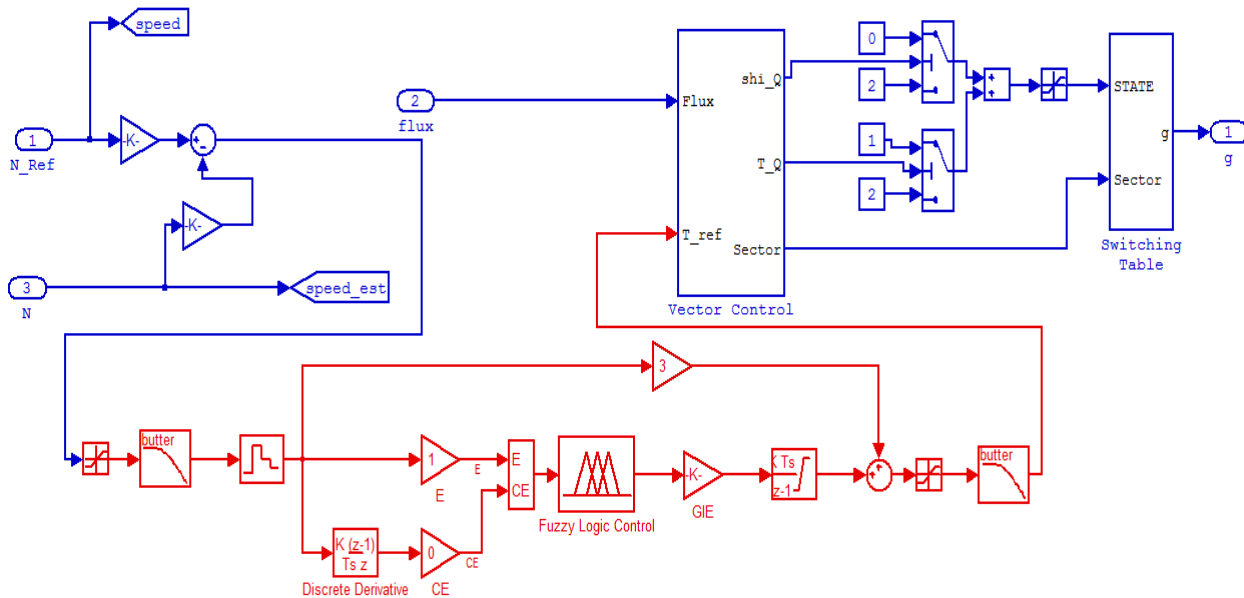 speed
1
N_Ref
-K-
+
-
-K-
3
N
speed_est
2
flux
Flux
T_ref
shi_Q
T_Q
Sector
Vector Control
0
2
1
2
+
+
STATE
Sector
g
Switching
Table
1
g
3
butter
1
E
E
K (z-1)
Ts z
Discrete Derivative
0
CE
CE
E
CE
Fuzzy Logic Control
-K-
GIE
K Ts
z-1
+
+
butter